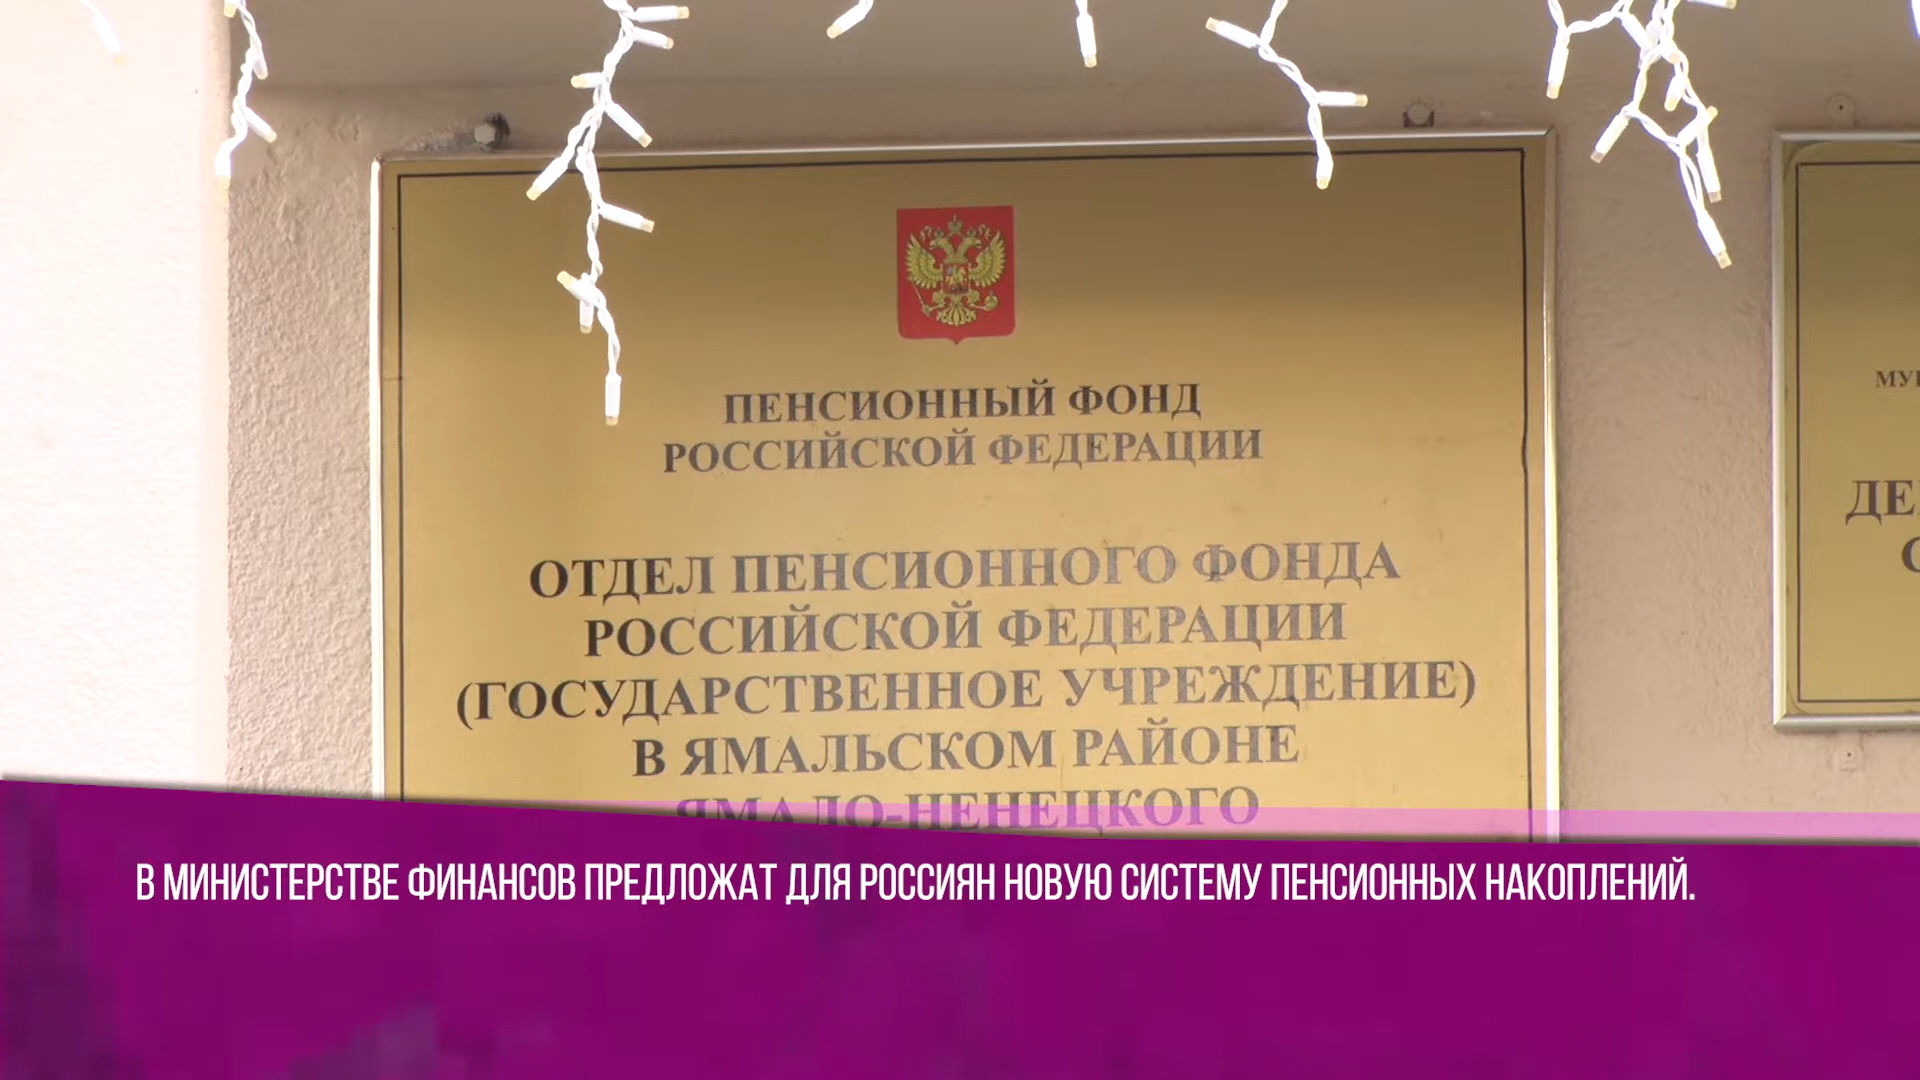 ПЕНСИОННЫЙ ФОНД
РОССИЙСКОЙ ФЕДЕРАЦИИ
ОТДЕЛ ПЕНСИОННОГО ФОНДА
РОССИЙСКОЙ ФЕДЕРАЦИИ
(ГОСУДАРСТВЕННОЕ УЧРЕЖДЕНИЕ)
В ЯМАЛЬСКОМ РАЙОНЕ
ЯМАЛО-НЕНЕЦКОГО
В МИНИСТЕРСТВЕ ФИНАНСОВ ПРЕДЛОЖАТ ДЛЯ РОССИЯН НОВУЮ СИСТЕМУ ПЕНСИОННЫХ НАКОПЛЕНИЙ.